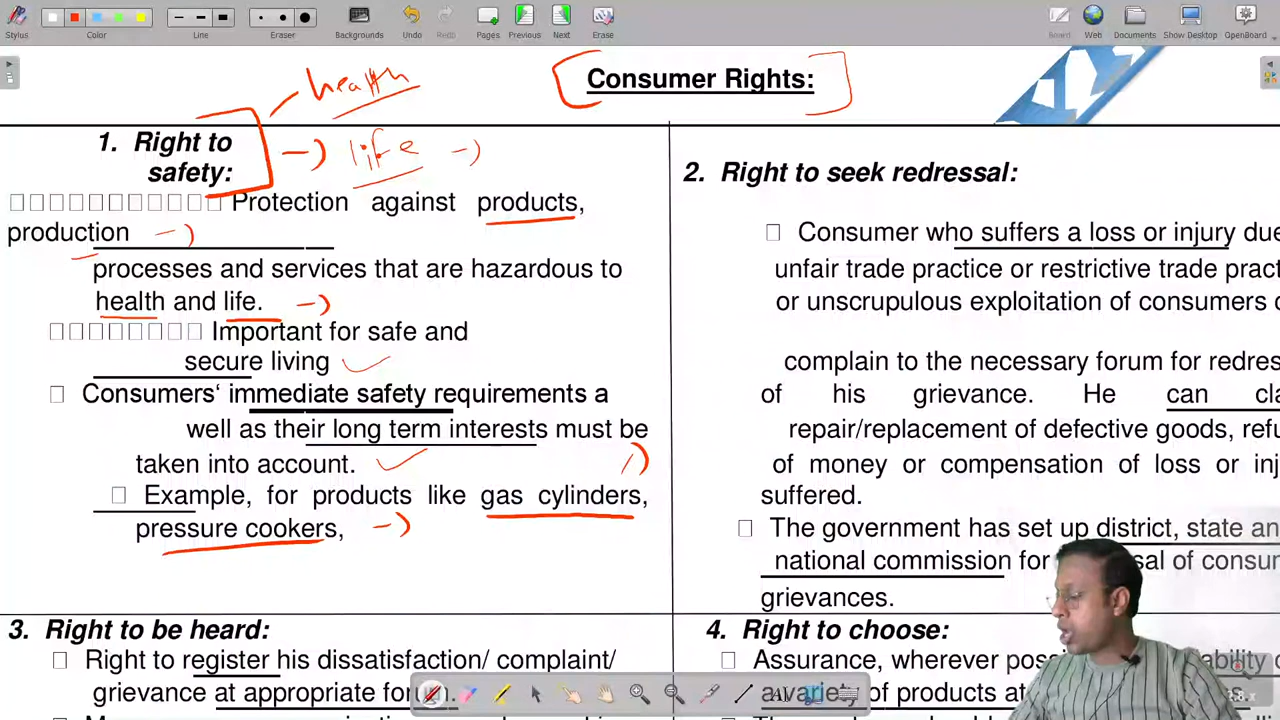 Stylus Color Line Eraser Backgrounds Undo Redo Pages Previous Next Erase Board Web Documents Show Desktop OpenBoard
health
Consumer Rights:
1. Right to
safety:
life
□□□□□□□□□□□ Protection against products,
production
processes and services that are hazardous to
health and life.
□□□□□□□□ Important for safe and
secure living
□ Consumers‘ immediate safety requirements a
well as their long term interests must be
taken into account.
□ Example, for products like gas cylinders,
pressure cookers,
2. Right to seek redressal:
□ Consumer who suffers a loss or injury due
unfair trade practice or restrictive trade pract
or unscrupulous exploitation of consumers
complain to the necessary forum for redres
of his grievance. He can cla
repair/replacement of defective goods, refu
of money or compensation of loss or inj
suffered.
□ The government has set up district, state an
national commission for sal of consum
grievances.
3. Right to be heard:
□ Right to register his dissatisfaction/ complaint/
grievance at appropriate forum.
4. Right to choose:
□ Assurance, wherever poss ability
a variety of products at